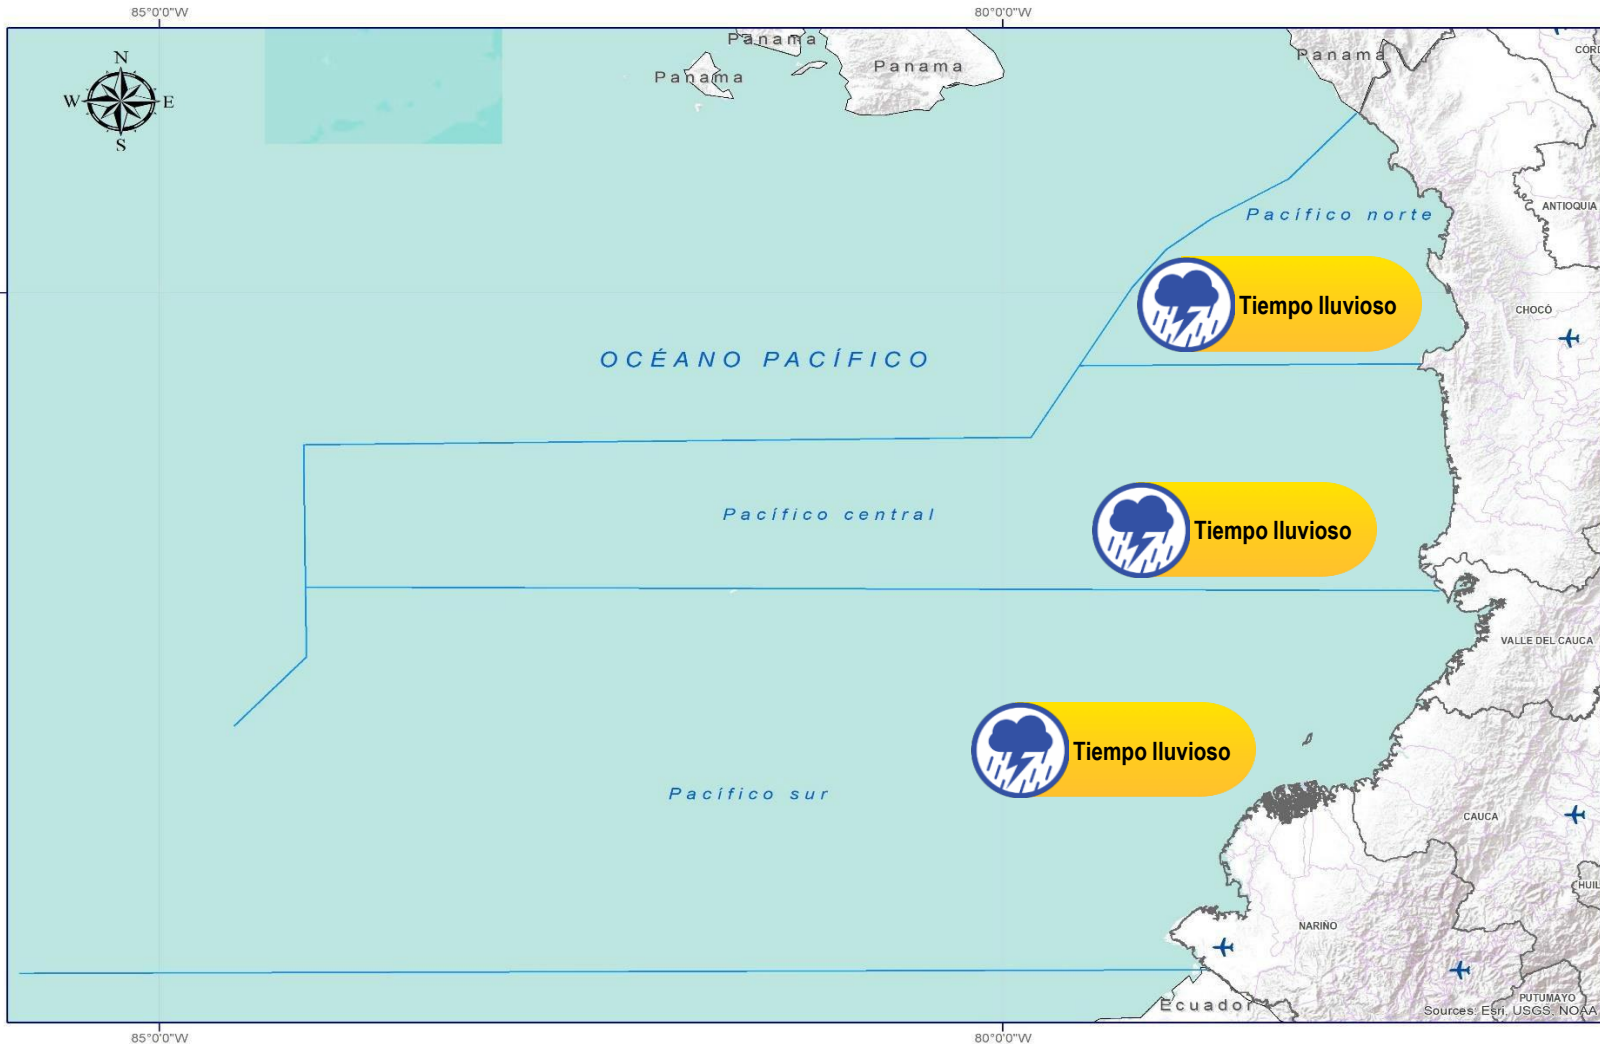 85°0'0"W
80°0'0"W
N
W
E
S
Panama
Panama
Panama
Panama
CÓRD
ANTIOQUIA
Pacífico norte
Tiempo lluvioso
CHOCÓ
OCÉANO PACÍFICO
Pacífico central
Tiempo lluvioso
VALLE DEL CAUCA
Tiempo lluvioso
Pacífico sur
CAUCA
HUIL
NARIÑO
PUTUMAYO
Ecuador
Sources: Esri, USGS, NOAA
85°0'0"W
80°0'0"W